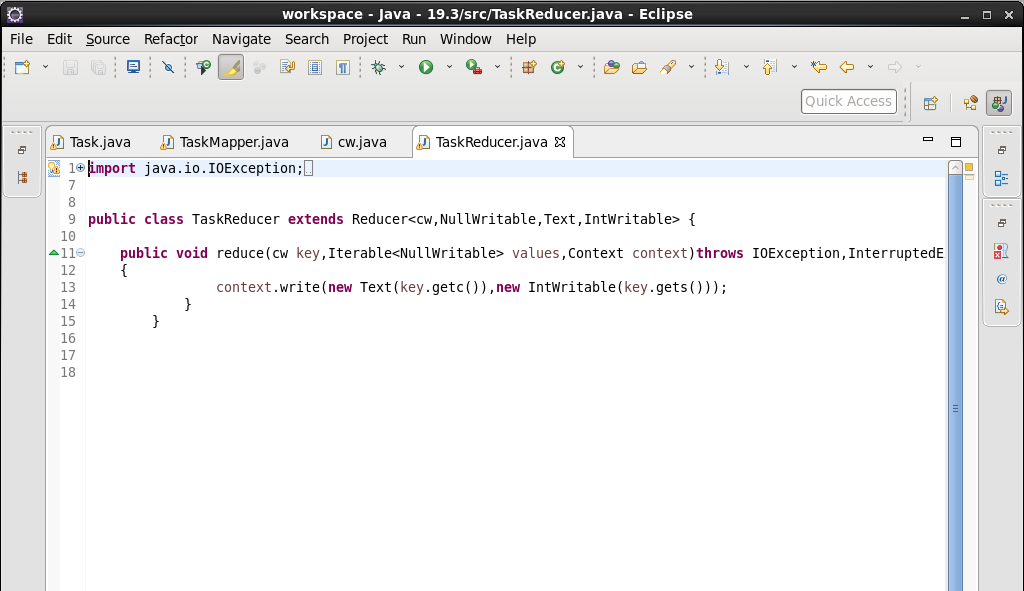 workspace - Java - 19.3/src/TaskReducer.java - Eclipse
File Edit Source Refactor Navigate Search Project Run Window Help
Quick Access
Task.java TaskMapper.java cw.java TaskReducer.java
1 import java.io.IOException;
7
8
9 public class TaskReducer extends Reducer<cw,NullWritable,Text,IntWritable> {
10
11 public void reduce(cw key,Iterable<NullWritable> values,Context context)throws IOException,InterruptedE
12 {
13 context.write(new Text(key.getc()),new IntWritable(key.gets()));
14 }
15 }
16
17
18